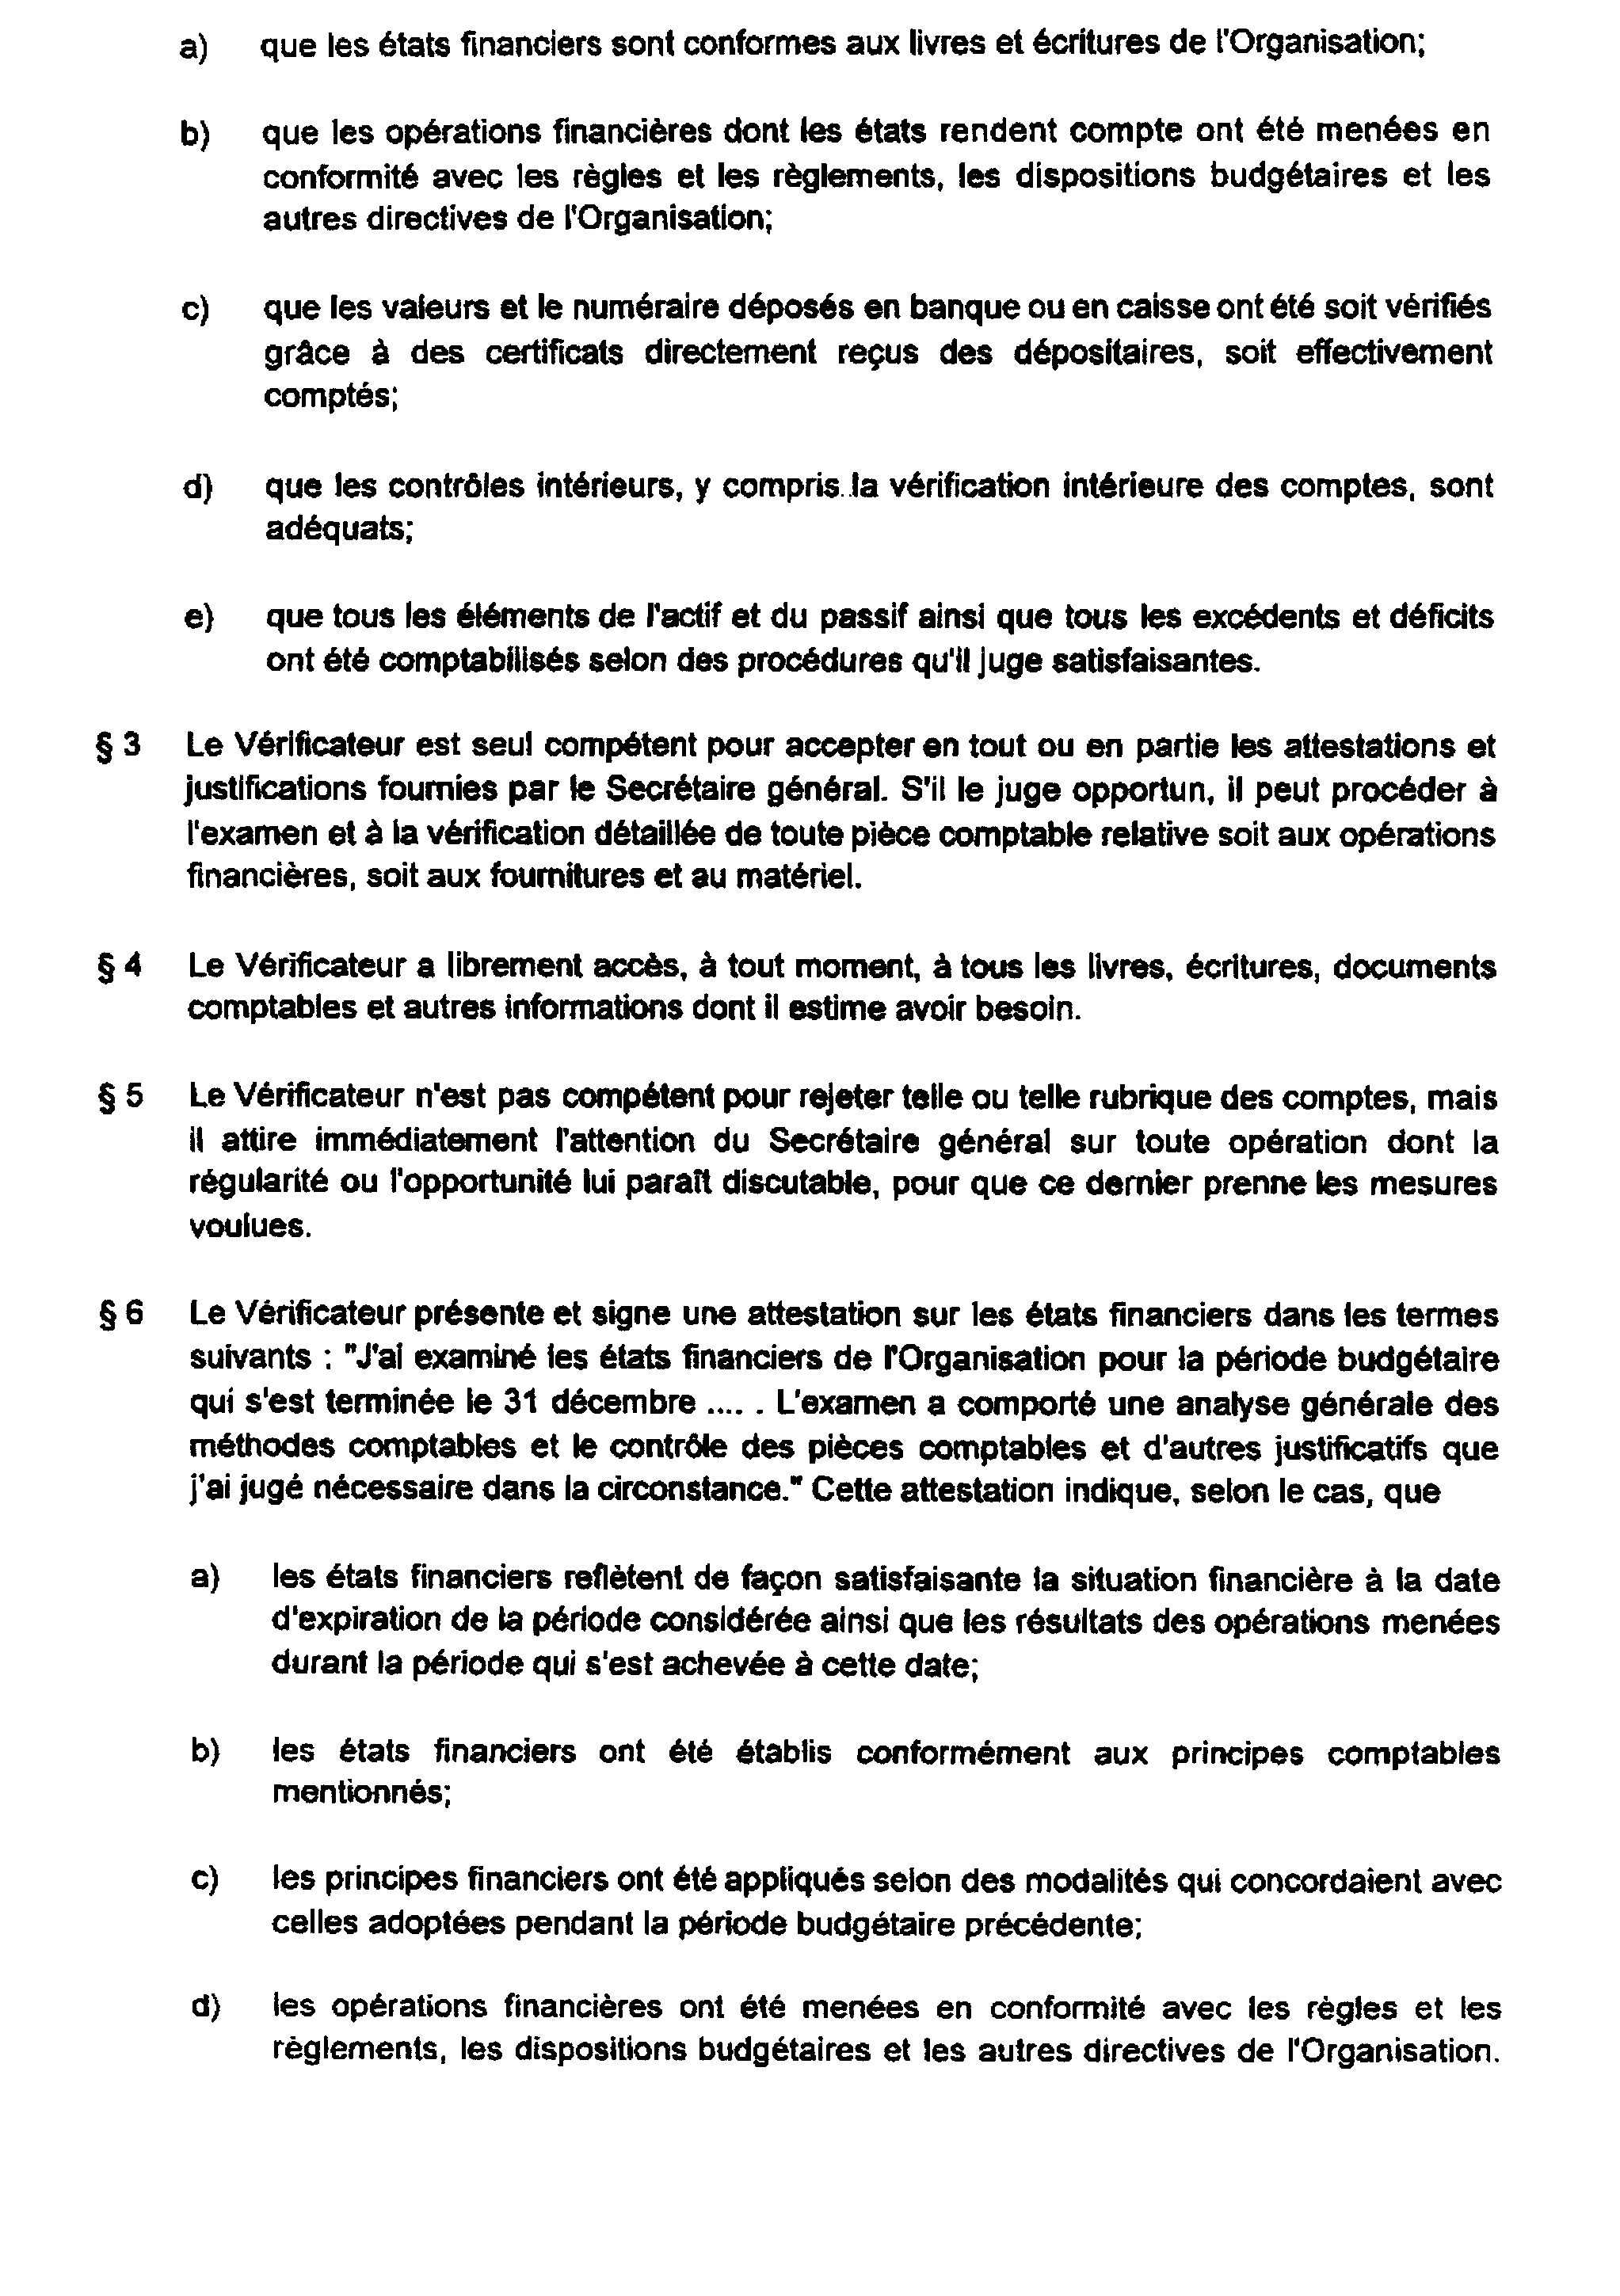 a) que les états financiers sont conformes aux livres et écritures de l'Organisation;
b) que les opérations financières dont les états rendent compte ont été menées en
conformité avec les règles et les règlements, les dispositions budgétaires et les
autres directives de l'Organisation;
c) que les valeurs et le numéraire déposés en banque ou en caisse ont été soit vérifiés
grâce à des certificats directement reçus des dépositaires, soit effectivement
comptés;
d) que les contrôles intérieurs, y compris la vérification intérieure des comptes, sont
adéquats;
e) que tous les éléments de l'actif et du passif ainsi que tous les excédents et déficits
ont été comptabilisés selon des procédures qu'il juge satisfaisantes.
§ 3 Le Vérificateur est seul compétent pour accepter en tout ou en partie les attestations et
justifications fournies par le Secrétaire général. S'il le juge opportun, il peut procéder à
l'examen et à la vérification détaillée de toute pièce comptable relative soit aux opérations
financières, soit aux fournitures et au matériel.
§ 4 Le Vérificateur a librement accès, à tout moment, à tous les livres, écritures, documents
comptables et autres informations dont il estime avoir besoin.
§ 5 Le Vérificateur n'est pas compétent pour rejeter telle ou telle rubrique des comptes, mais
il attire immédiatement l'attention du Secrétaire général sur toute opération dont la
régularité ou l'opportunité lui paraît discutable, pour que ce dernier prenne les mesures
voulues.
§ 6 Le Vérificateur présente et signe une attestation sur les états financiers dans les termes
suivants : "J'ai examiné les états financiers de l'Organisation pour la période budgétaire
qui s'est terminée le 31 décembre ..... . L'examen a comporté une analyse générale des
méthodes comptables et le contrôle des pièces comptables et d'autres justificatifs que
j'ai jugé nécessaire dans la circonstance." Cette attestation indique, selon le cas, que
a) les états financiers reflètent de façon satisfaisante la situation financière à la date
d'expiration de la période considérée ainsi que les résultats des opérations menées
durant la période qui s'est achevée à cette date;
b) les états financiers ont été établis conformément aux principes comptables
mentionnés;
c) les principes financiers ont été appliqués selon des modalités qui concordaient avec
celles adoptées pendant la période budgétaire précédente;
d) les opérations financières ont été menées en conformité avec les règles et les
règlements, les dispositions budgétaires et les autres directives de l'Organisation.